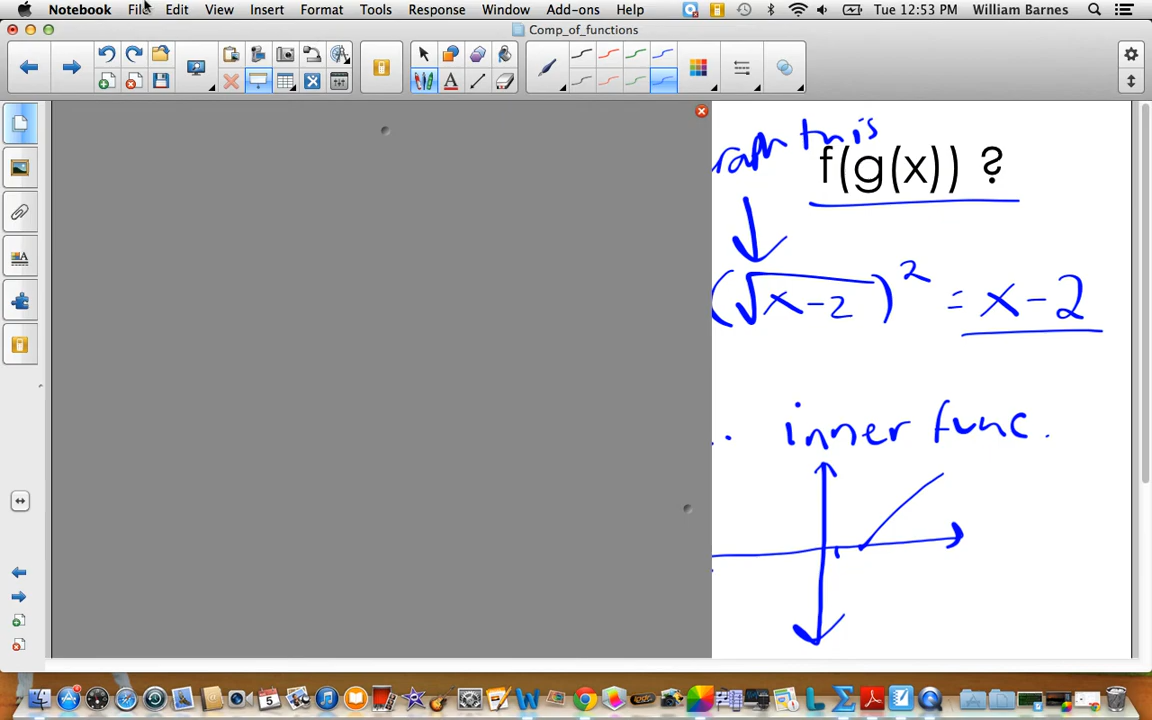 Notebook File Edit View Insert Format Tools Response Window Add-ons Help Tue 12:53 PM William Barnes
Comp_of_functions
raph this
f(g(x)) ?
(√x-2)² = x-2
.. inner func.